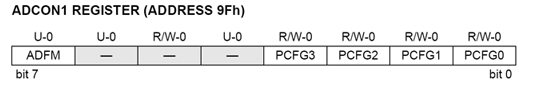 ADCON1 REGISTER (ADDRESS 9Fh)
U-0 U-0 R/W-0 U-0 R/W-0 R/W-0 R/W-0 R/W-0
ADFM — — — PCFG3 PCFG2 PCFG1 PCFG0
bit 7 bit 0